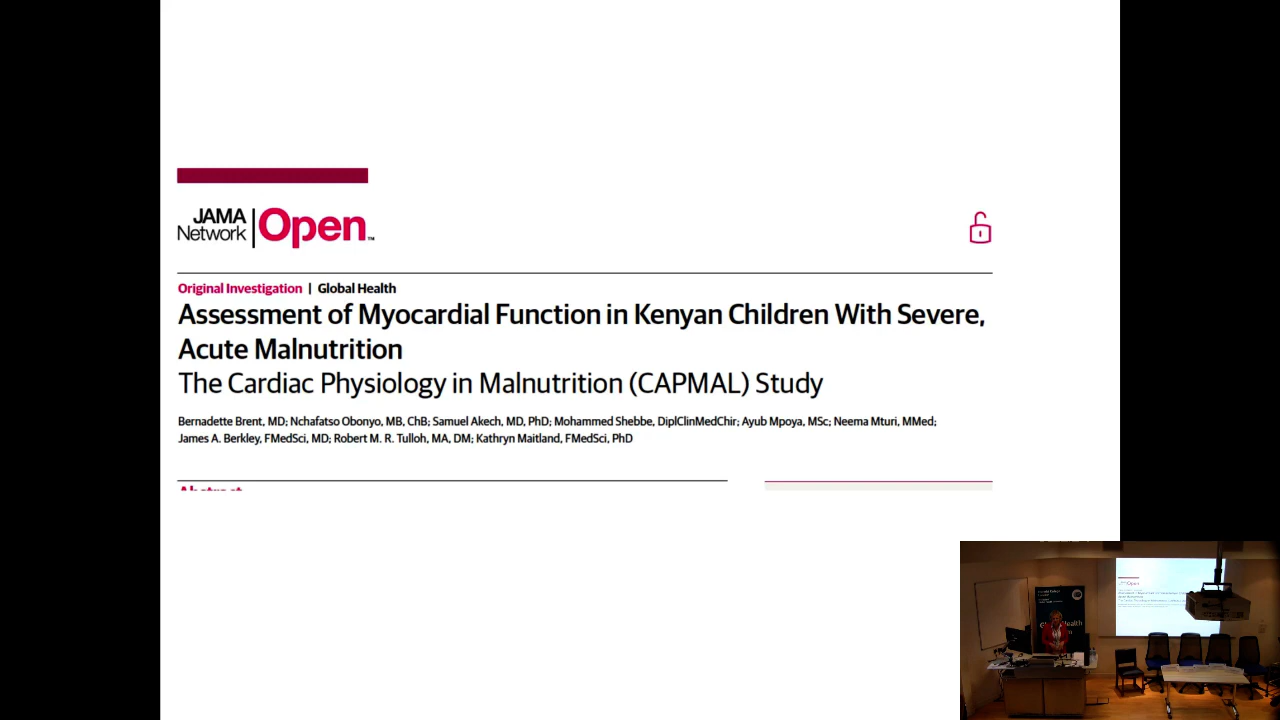 JAMA
Network Open™
Original Investigation | Global Health
Assessment of Myocardial Function in Kenyan Children With Severe,
Acute Malnutrition
The Cardiac Physiology in Malnutrition (CAPMAL) Study
Bernadette Brent, MD; Nchafatso Obonyo, MB, ChB; Samuel Akech, MD, PhD; Mohammed Shebbe, DiplClinMedChir; Ayub Mpoya, MSc; Neema Mturi, MMed;
James A. Berkley, FMedSci, MD; Robert M. R. Tulloh, MA, DM; Kathryn Maitland, FMedSci, PhD
Abstract